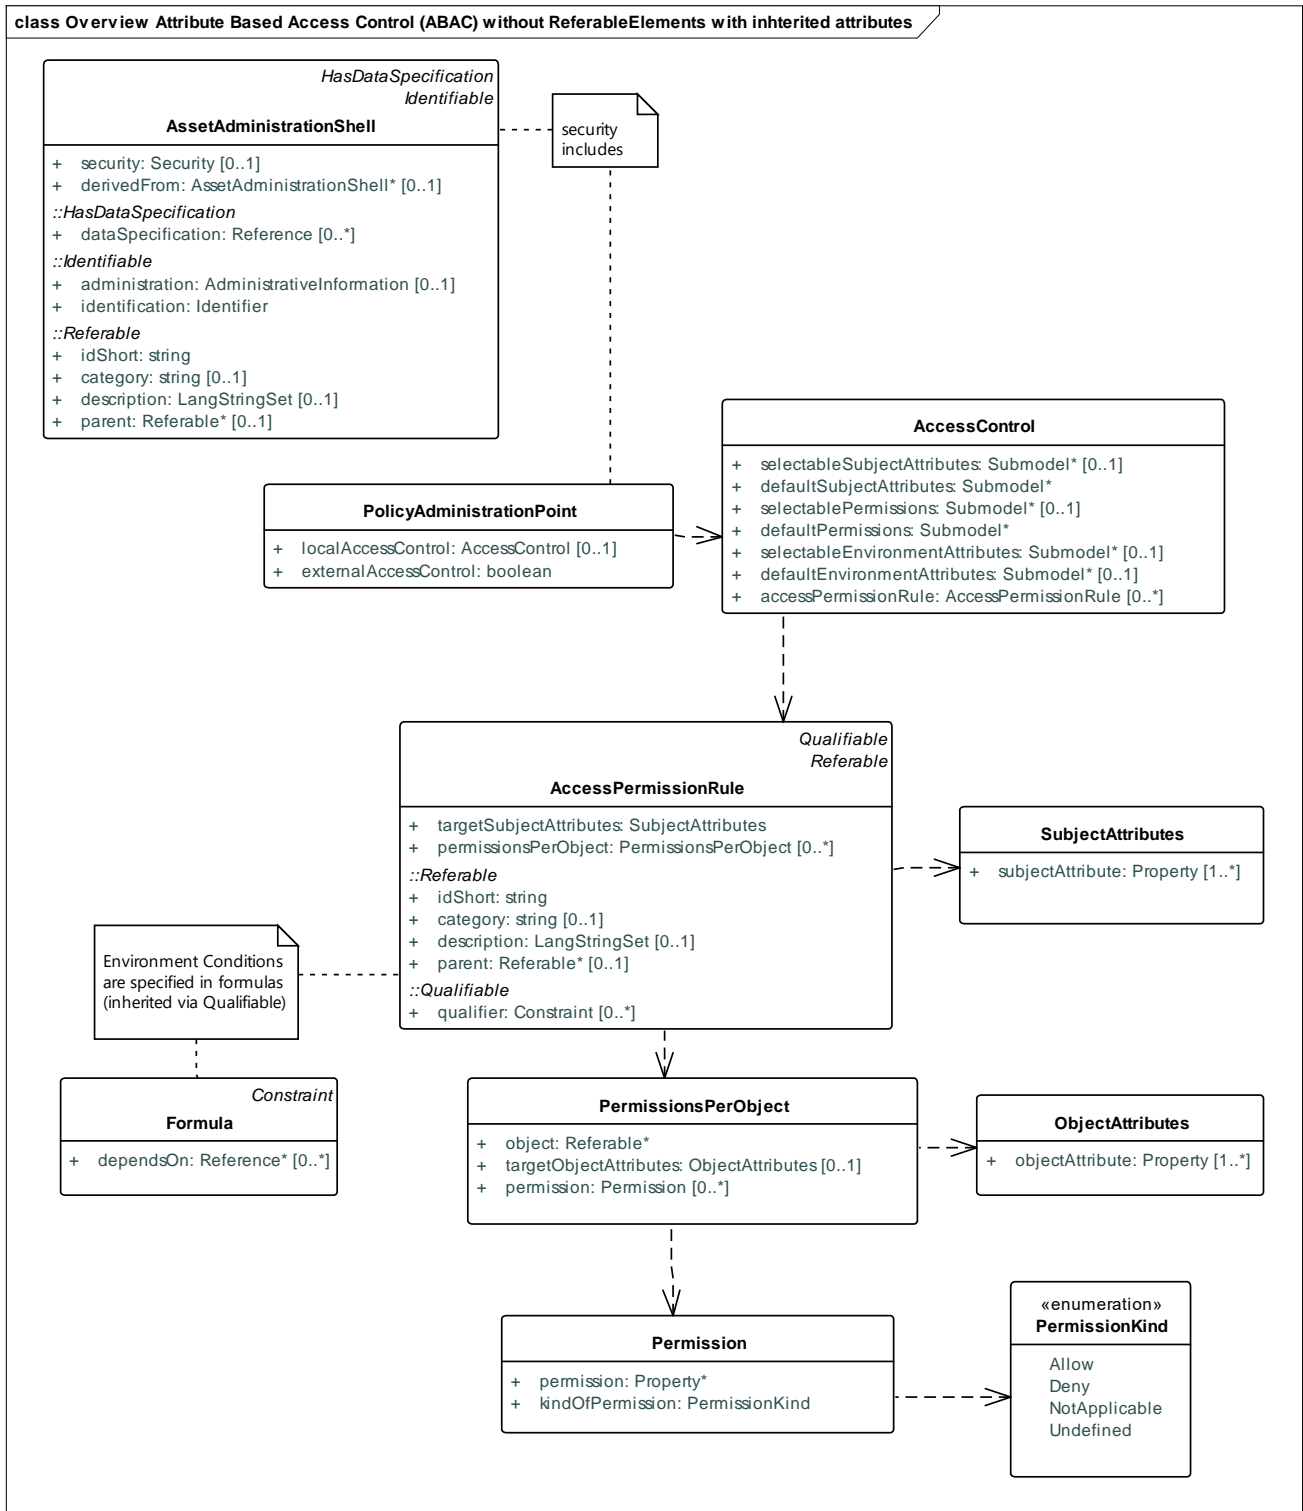 class Overview Attribute Based Access Control (ABAC) without ReferableElements with inhterited attributes
HasDataSpecification
Identifiable
AssetAdministrationShell
+ security: Security [0..1]
+ derivedFrom: AssetAdministrationShell* [0..1]
::HasDataSpecification
+ dataSpecification: Reference [0..*]
::Identifiable
+ administration: AdministrativeInformation [0..1]
+ identification: Identifier
::Referable
+ idShort: string
+ category: string [0..1]
+ description: LangStringSet [0..1]
+ parent: Referable* [0..1]
security
includes
PolicyAdministrationPoint
+ localAccessControl: AccessControl [0..1]
+ externalAccessControl: boolean
AccessControl
+ selectableSubjectAttributes: Submodel* [0..1]
+ defaultSubjectAttributes: Submodel*
+ selectablePermissions: Submodel* [0..1]
+ defaultPermissions: Submodel*
+ selectableEnvironmentAttributes: Submodel* [0..1]
+ defaultEnvironmentAttributes: Submodel* [0..1]
+ accessPermissionRule: AccessPermissionRule [0..*]
Qualifiable
Referable
AccessPermissionRule
+ targetSubjectAttributes: SubjectAttributes
+ permissionsPerObject: PermissionsPerObject [0..*]
::Referable
+ idShort: string
+ category: string [0..1]
+ description: LangStringSet [0..1]
+ parent: Referable* [0..1]
::Qualifiable
+ qualifier: Constraint [0..*]
SubjectAttributes
+ subjectAttribute: Property [1..*]
Environment Conditions
are specified in formulas
(inherited via Qualifiable)
Constraint
Formula
+ dependsOn: Reference* [0..*]
PermissionsPerObject
+ object: Referable*
+ targetObjectAttributes: ObjectAttributes [0..1]
+ permission: Permission [0..*]
ObjectAttributes
+ objectAttribute: Property [1..*]
Permission
+ permission: Property*
+ kindOfPermission: PermissionKind
«enumeration»
PermissionKind
Allow
Deny
NotApplicable
Undefined